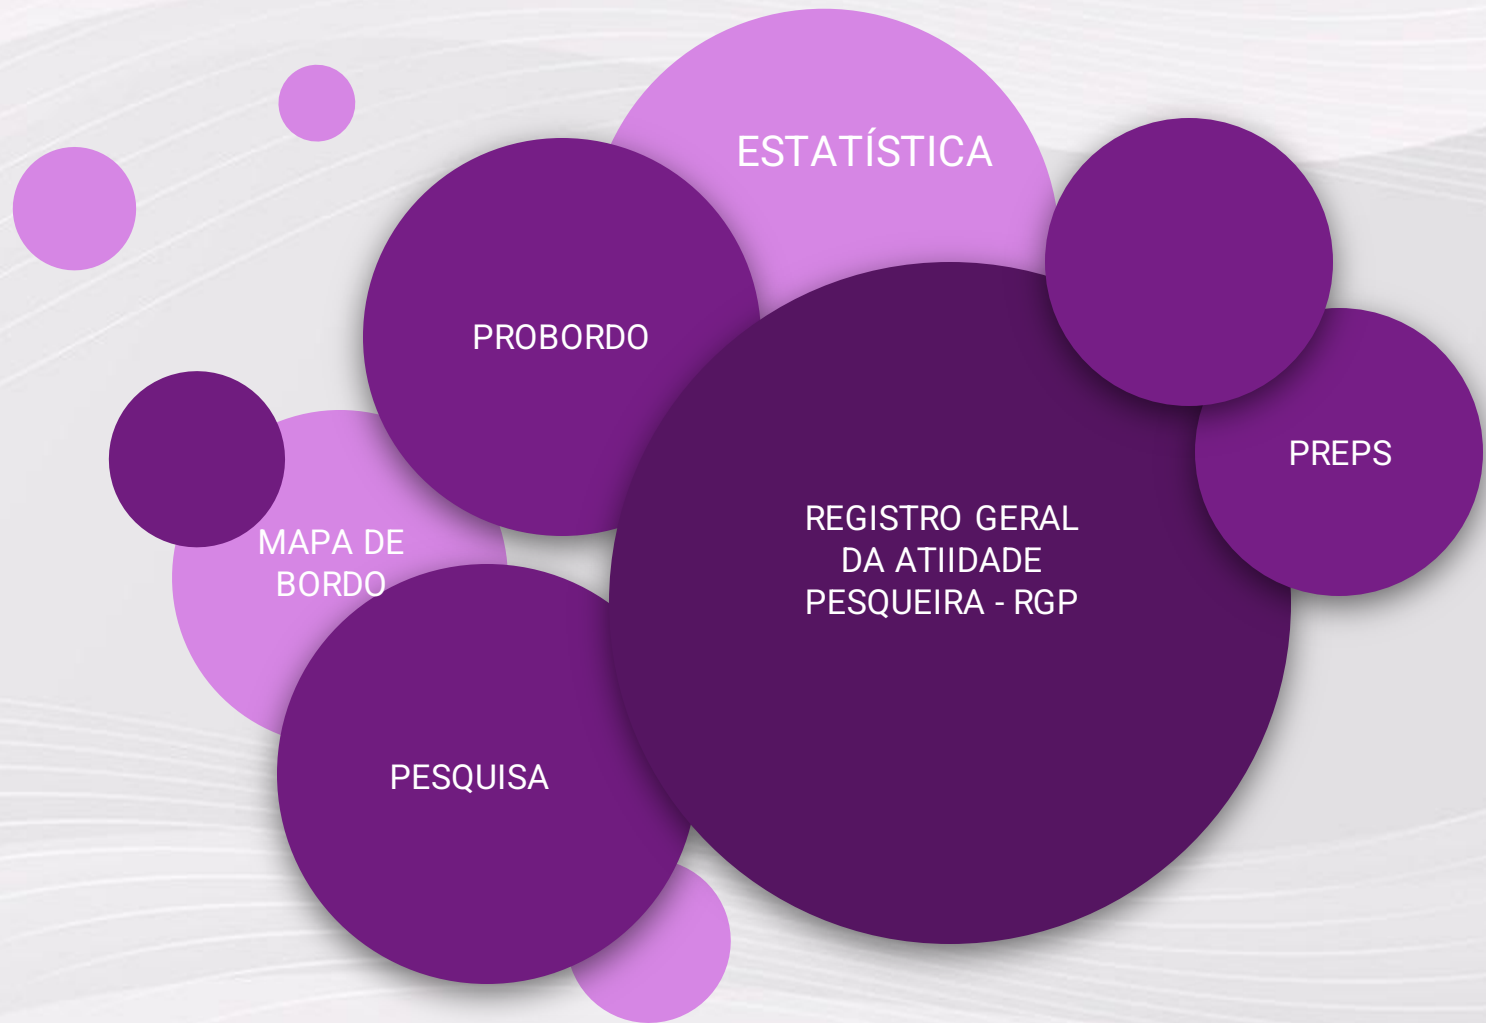 ESTATÍSTICA
PROBORDO
PREPS
MAPA DE
BORDO
REGISTRO GERAL
DA ATIIDADE
PESQUEIRA - RGP
PESQUISA